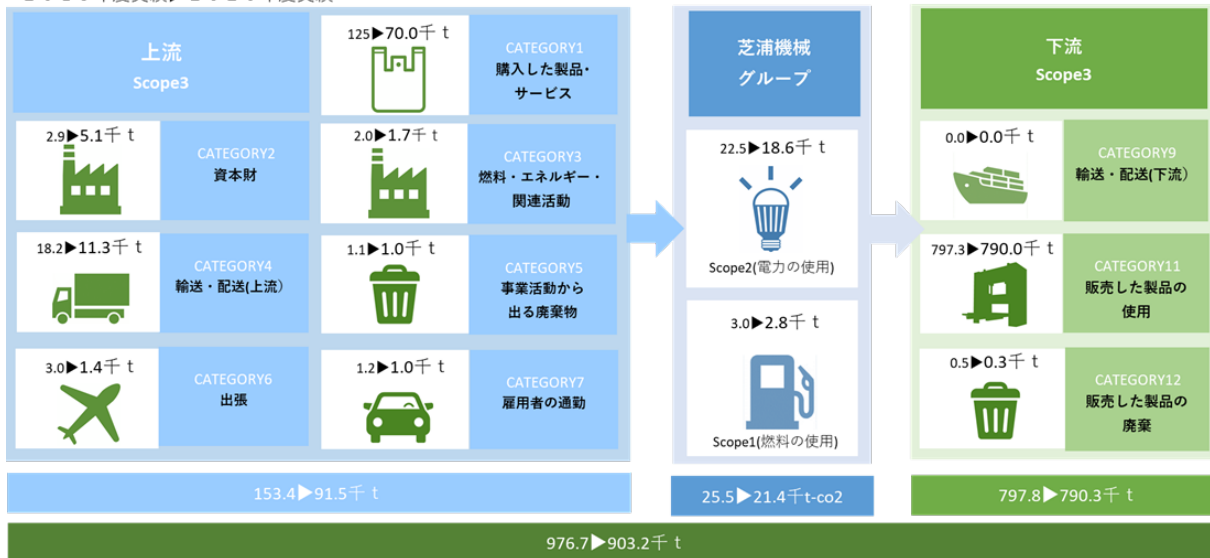 上流
Scope3
125▶70.0千 t
CATEGORY1
購入した製品・
サービス
2.9▶5.1千 t
CATEGORY2
資本財
2.0▶1.7千 t
CATEGORY3
燃料・エネルギー・
関連活動
18.2▶11.3千 t
CATEGORY4
輸送・配送(上流)
1.1▶1.0千 t
CATEGORY5
事業活動から
出る廃棄物
3.0▶1.4千 t
CATEGORY6
出張
1.2▶1.0千 t
CATEGORY7
雇用者の通勤
153.4▶91.5千 t
芝浦機械
グループ
22.5▶18.6千 t
Scope2(電力の使用)
3.0▶2.8千 t
Scope1(燃料の使用)
25.5▶21.4千t-co2
下流
Scope3
0.0▶0.0千 t
CATEGORY9
輸送・配送(下流)
797.3▶790.0千 t
CATEGORY11
販売した製品の
使用
0.5▶0.3千 t
CATEGORY12
販売した製品の
廃棄
797.8▶790.3千 t
976.7▶903.2千 t